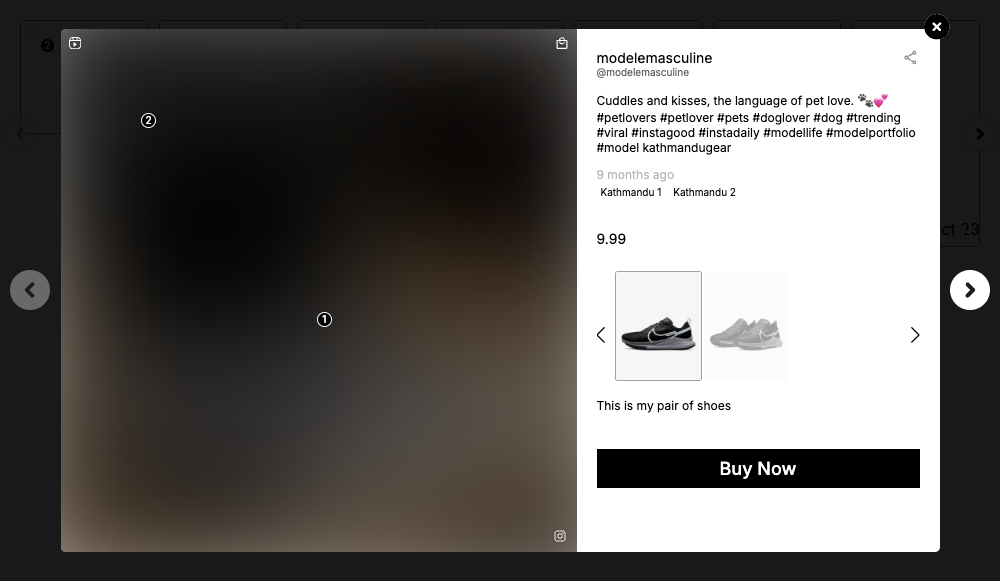 2
modelemasculine
@modelemasculine
Cuddles and kisses, the language of pet love. 🐾💕
#petlovers #petlover #pets #doglover #dog #trending
#viral #instagood #instadaily #modellife #modelportfolio
#model kathmandugear
9 months ago
Kathmandu 1 Kathmandu 2
9.99
This is my pair of shoes
Buy Now
2
1
ct 23